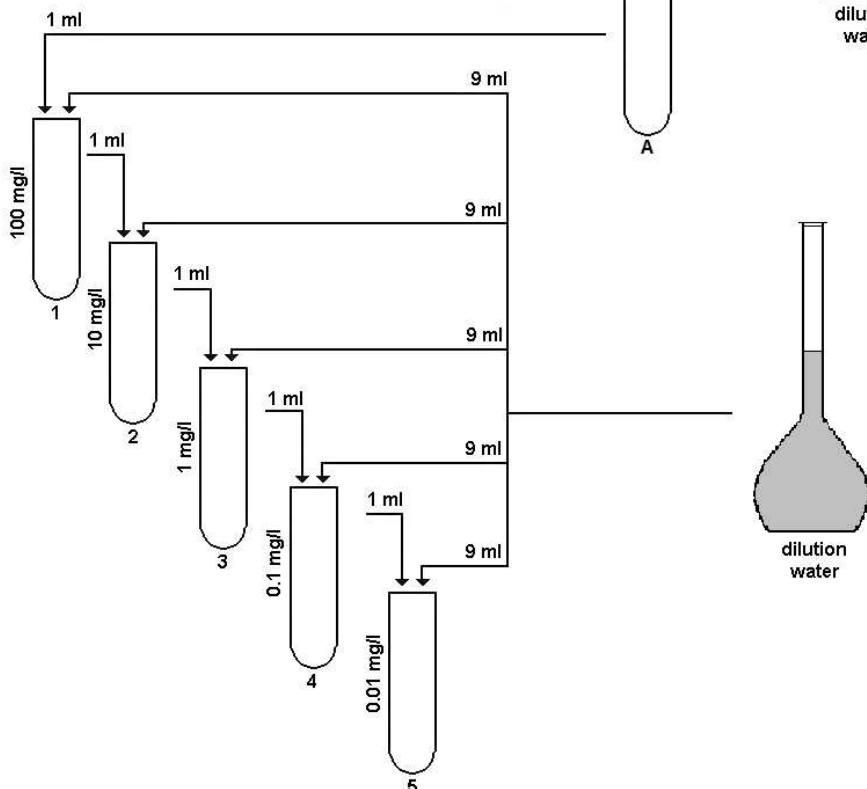 1 ml
dilu
wa
9 ml
A
1 ml
100 mg/l
9 ml
1
1 ml
10 mg/l
9 ml
2
1 ml
1 mg/l
9 ml
3
1 ml
0.1 mg/l
9 ml
dilution
water
4
0.01 mg/l
5